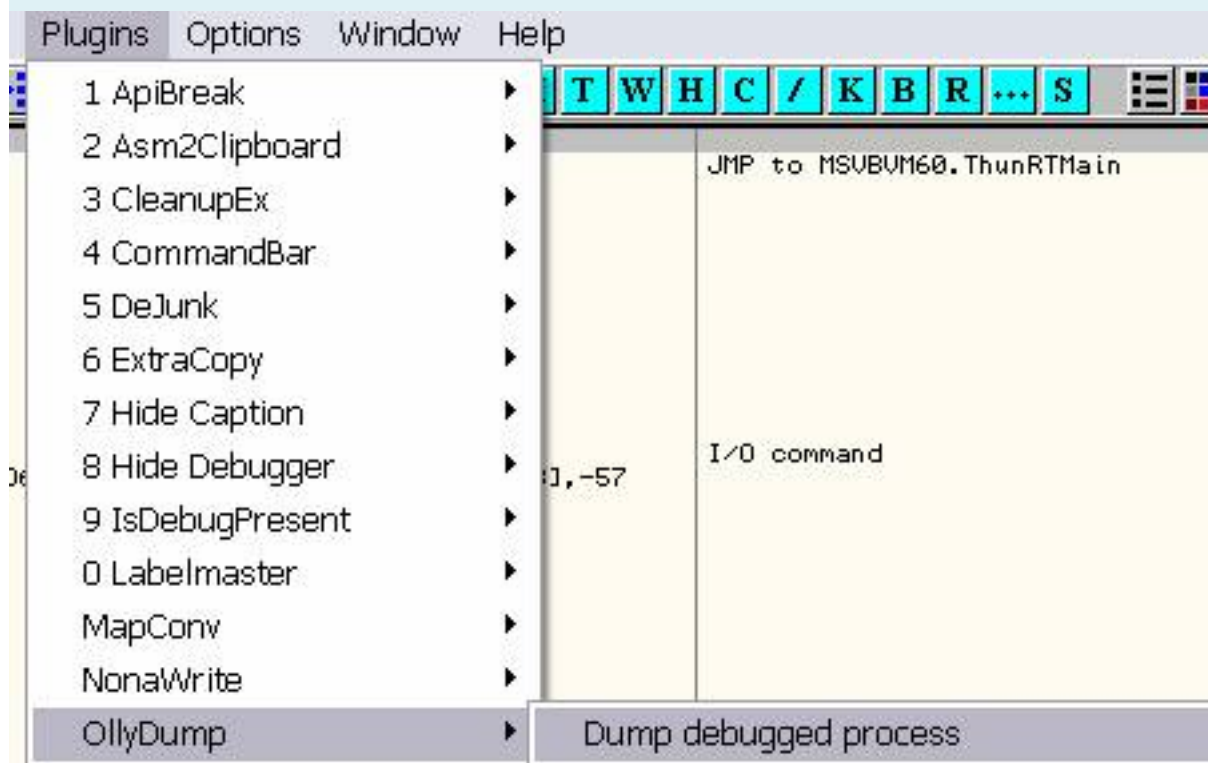 Plugins Options Window Help
T W H C / K B R ... S
1 ApiBreak
2 Asm2Clipboard
JMP to MSVBVM60.ThunRTMain
3 CleanupEx
4 CommandBar
5 DeJunk
6 ExtraCopy
7 Hide Caption
8 Hide Debugger
],-57
I/O command
9 IsDebugPresent
0 Labelmaster
MapConv
NonaWrite
OllyDump
Dump debugged process